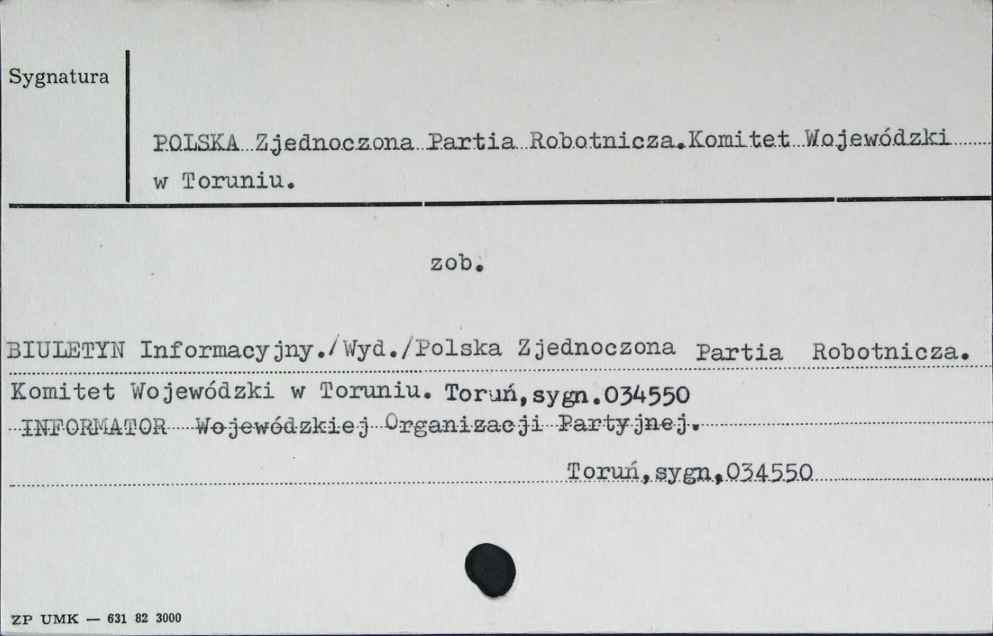 Sygnatura
POLSKA Zjednoczona Partia Robotnicza.Komitet Wojewódzki
w Toruniu.
zob.
BIULETYN Informacyjny./Wyd./Polska Zjednoczona Partia Robotnicza.
Komitet Wojewódzki w Toruniu. Toruń,sygn.034550
INFORMATOR Wojewódzkiej Organizacji Partyjnej.
Toruń,sygn,034550
ZP UMK — 631 82 3000